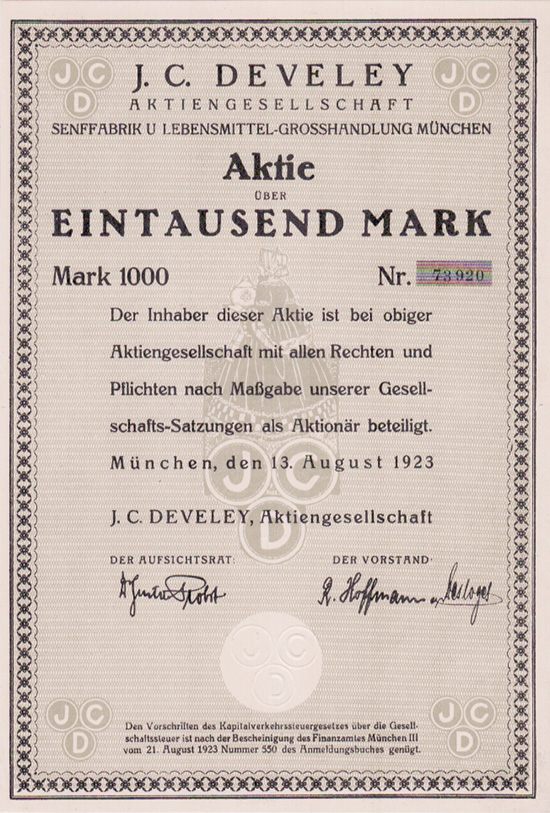 J. C. DEVELEY
AKTIENGESELLSCHAFT
SENFFABRIK U LEBENSMITTEL-GROSSHANDLUNG MÜNCHEN
Aktie
ÜBER
EINTAUSEND MARK
Mark 1000 Nr. 73920
Der Inhaber dieser Aktie ist bei obiger
Aktiengesellschaft mit allen Rechten und
Pflichten nach Maßgabe unserer Gesell-
schafts-Satzungen als Aktionär beteiligt.
München, den 13. August 1923
J. C. DEVELEY, Aktiengesellschaft
DER AUFSICHTSRAT: DER VORSTAND:
Probst R. Hoffmann
Den Vorschriften des Kapitalverkehrssteuergesetzes über die Gesell-
schaftssteuer ist nach der Bescheinigung des Finanzamtes München III
vom 21. August 1923 Nummer 550 des Anmeldungsbuches genügt.
J C D
J C D
J C D
J C D
J C D
J C D